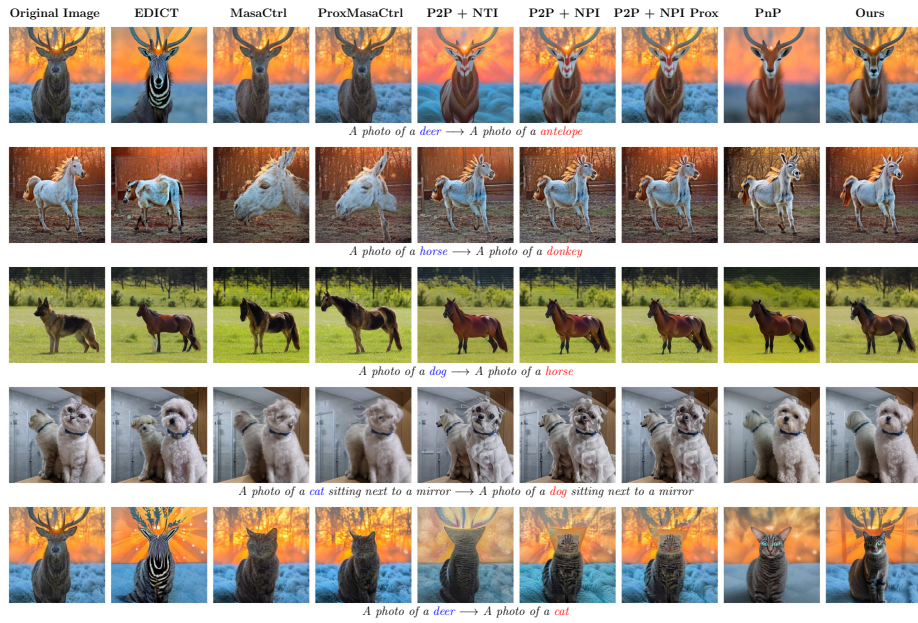 Original Image EDICT MasaCtrl ProxMasaCtrl P2P + NTI P2P + NPI P2P + NPI Prox PnP Ours
A photo of a deer ⟶ A photo of a antelope
A photo of a horse ⟶ A photo of a donkey
A photo of a dog ⟶ A photo of a horse
A photo of a cat sitting next to a mirror ⟶ A photo of a dog sitting next to a mirror
A photo of a deer ⟶ A photo of a cat